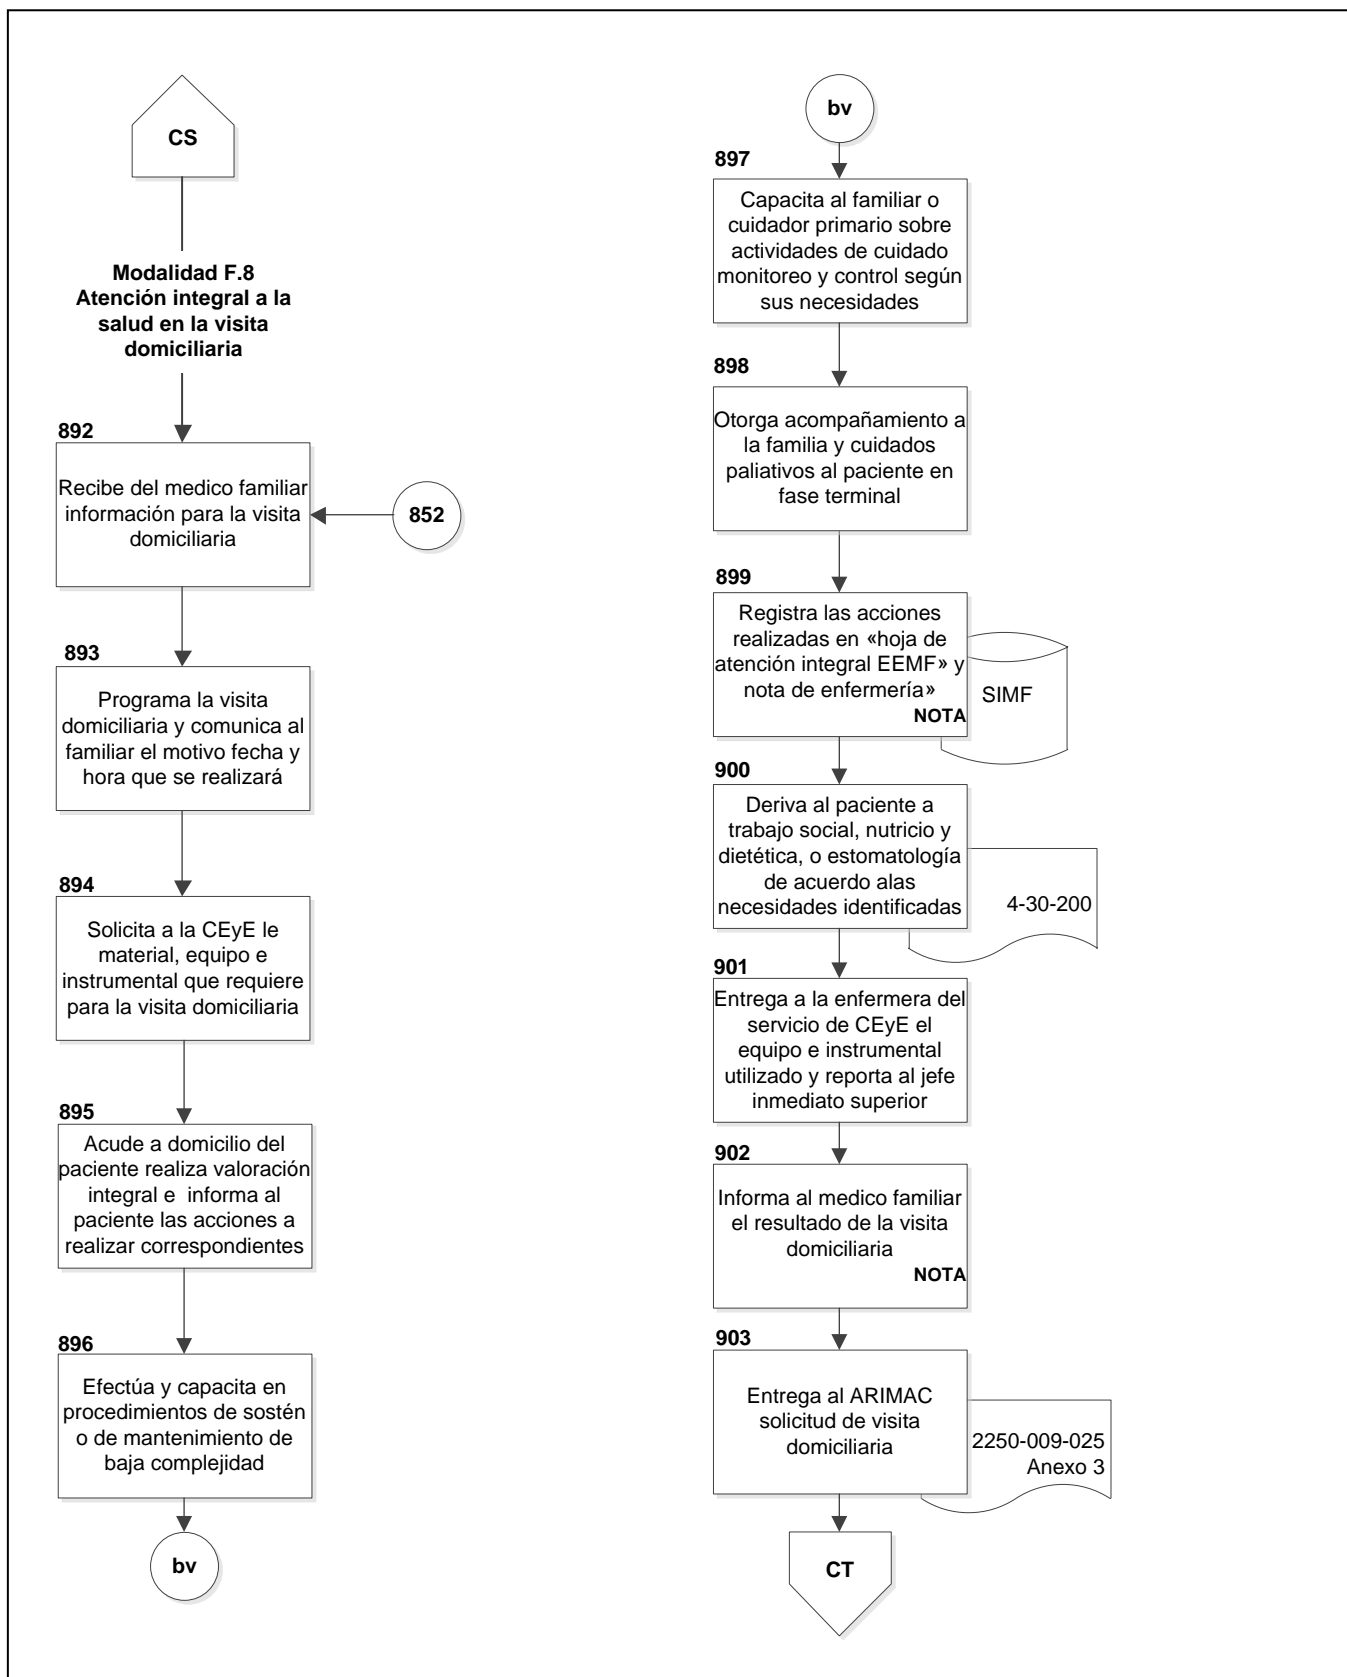 CS
Modalidad F.8
Atención integral a la
salud en la visita
domiciliaria
892
Recibe del medico familiar
información para la visita
domiciliaria
852
893
Programa la visita
domiciliaria y comunica al
familiar el motivo fecha y
hora que se realizará
894
Solicita a la CEyE le
material, equipo e
instrumental que requiere
para la visita domiciliaria
895
Acude a domicilio del
paciente realiza valoración
integral e informa al
paciente las acciones a
realizar correspondientes
896
Efectúa y capacita en
procedimientos de sostén
o de mantenimiento de
baja complejidad
bv
bv
897
Capacita al familiar o
cuidador primario sobre
actividades de cuidado
monitoreo y control según
sus necesidades
898
Otorga acompañamiento a
la familia y cuidados
paliativos al paciente en
fase terminal
899
Registra las acciones
realizadas en «hoja de
atención integral EEMF» y
nota de enfermería»
NOTA
SIMF
900
Deriva al paciente a
trabajo social, nutricio y
dietética, o estomatología
de acuerdo alas
necesidades identificadas
4-30-200
901
Entrega a la enfermera del
servicio de CEyE el
equipo e instrumental
utilizado y reporta al jefe
inmediato superior
902
Informa al medico familiar
el resultado de la visita
domiciliaria
NOTA
903
Entrega al ARIMAC
solicitud de visita
domiciliaria
2250-009-025
Anexo 3
CT